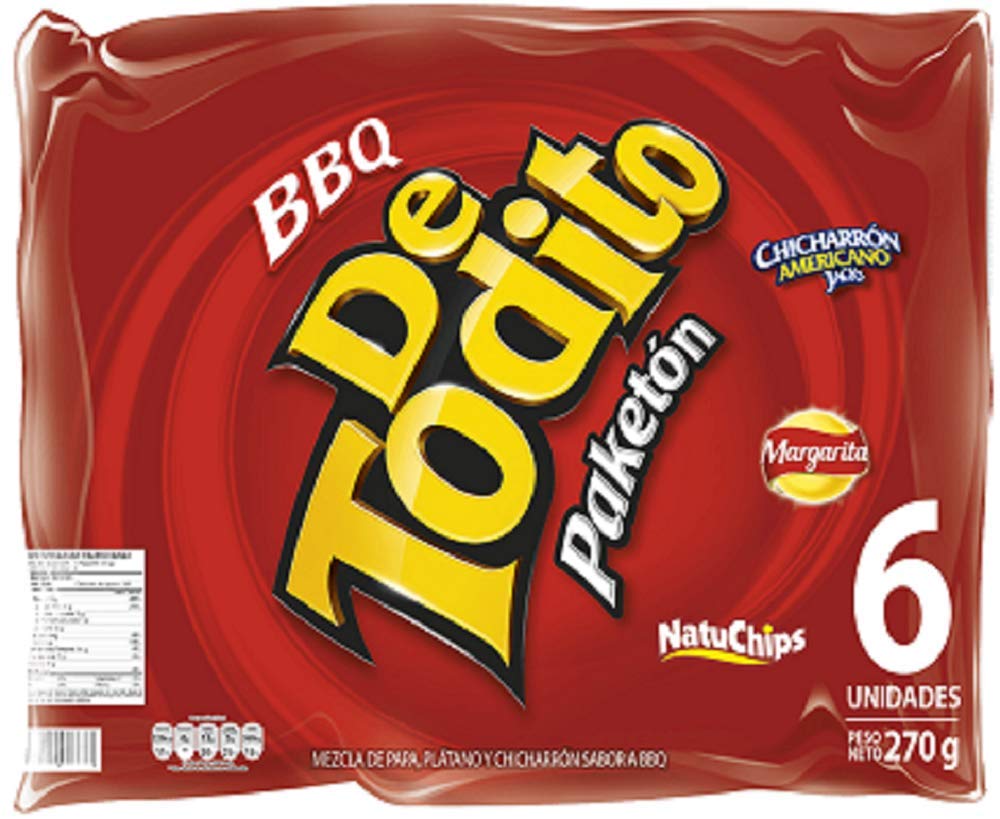 BBQ
De
Todito
Paketón
CHICHARRÓN
AMERICANO
JACKS
Margarita
NatuChips
6
UNIDADES
PESO
NETO 270 g
MEZCLA DE PAPA, PLÁTANO Y CHICHARRÓN SABOR A BBQ